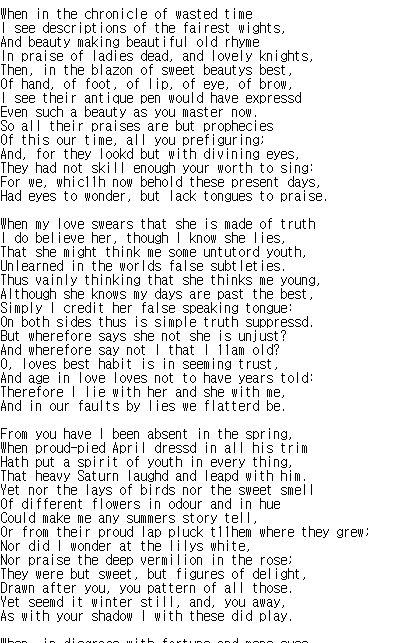 When in the chronicle of wasted time
I see descriptions of the fairest wights,
And beauty making beautiful old rhyme
In praise of ladies dead, and lovely knights,
Then, in the blazon of sweet beautys best,
Of hand, of foot, of lip, of eye, of brow,
I see their antique pen would have expressd
Even such a beauty as you master now.
So all their praises are but prophecies
Of this our time, all you prefiguring;
And, for they lookd but with divining eyes,
They had not skill enough your worth to sing:
For we, whic11h now behold these present days,
Had eyes to wonder, but lack tongues to praise.

When my love swears that she is made of truth
I do believe her, though I know she lies,
That she might think me some untutord youth,
Unlearned in the worlds false subtleties.
Thus vainly thinking that she thinks me young,
Although she knows my days are past the best,
Simply I credit her false speaking tongue:
On both sides thus is simple truth suppressd.
But wherefore says she not she is unjust?
And wherefore say not I that I 11am old?
O, loves best habit is in seeming trust,
And age in love loves not to have years told:
Therefore I lie with her and she with me,
And in our faults by lies we flatterd be.

From you have I been absent in the spring,
When proud-pied April dressd in all his trim
Hath put a spirit of youth in every thing,
That heavy Saturn laughd and leapd with him.
Yet nor the lays of birds nor the sweet smell
Of different flowers in odour and in hue
Could make me any summers story tell,
Or from their proud lap pluck t11hem where they grew;
Nor did I wonder at the lilys white,
Nor praise the deep vermilion in the rose;
They were but sweet, but figures of delight,
Drawn after you, you pattern of all those.
Yet seemd it winter still, and, you away,
As with your shadow I with these did play.